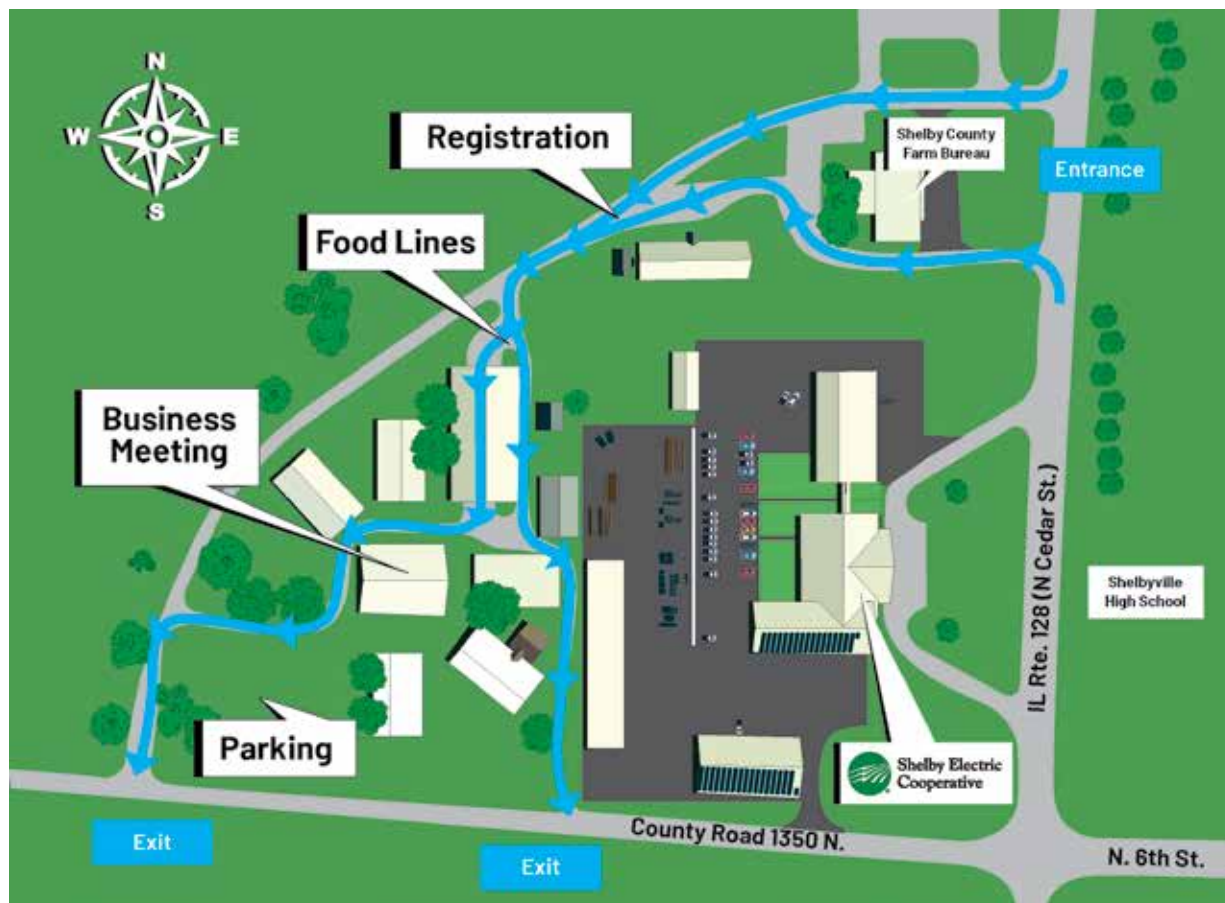 N
W
E
S
Registration
Shelby County
Farm Bureau
Entrance
Food Lines
Business
Meeting
IL Rte. 128 (N Cedar St.)
Shelbyville
High School
Parking
Shelby Electric
Cooperative
County Road 1350 N.
N. 6th St.
Exit
Exit